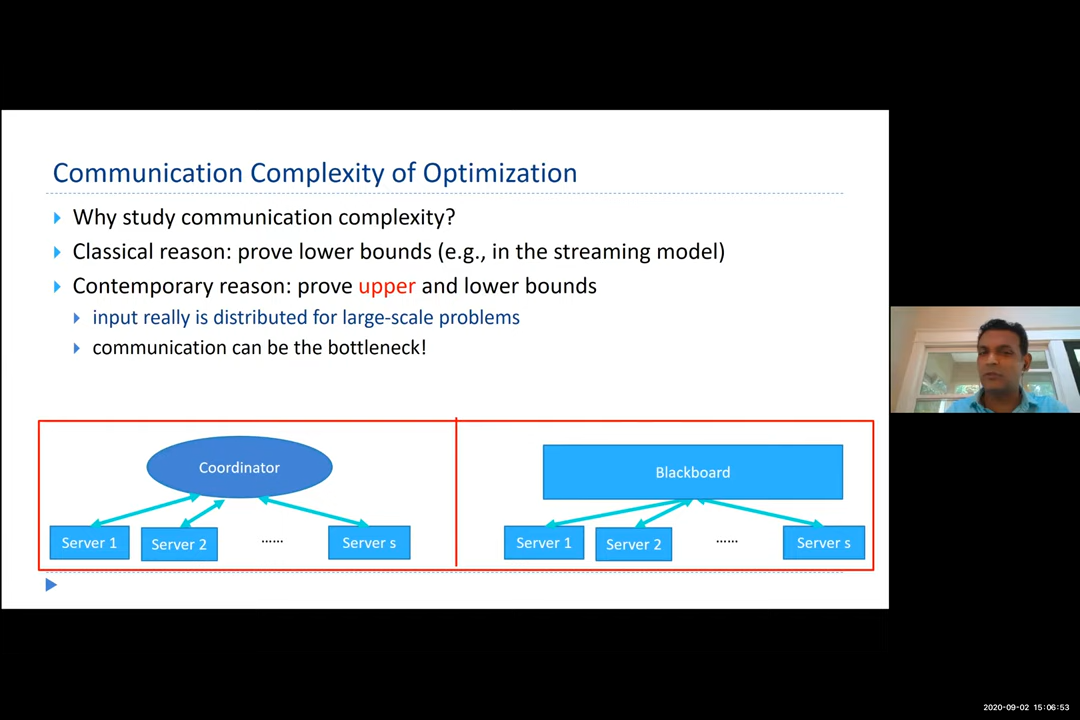 Communication Complexity of Optimization
Why study communication complexity?
Classical reason: prove lower bounds (e.g., in the streaming model)
Contemporary reason: prove upper and lower bounds
input really is distributed for large-scale problems
communication can be the bottleneck!
Coordinator
Server 1
Server 2
......
Server s
Blackboard
Server 1
Server 2
......
Server s
2020-09-02 15:06:53